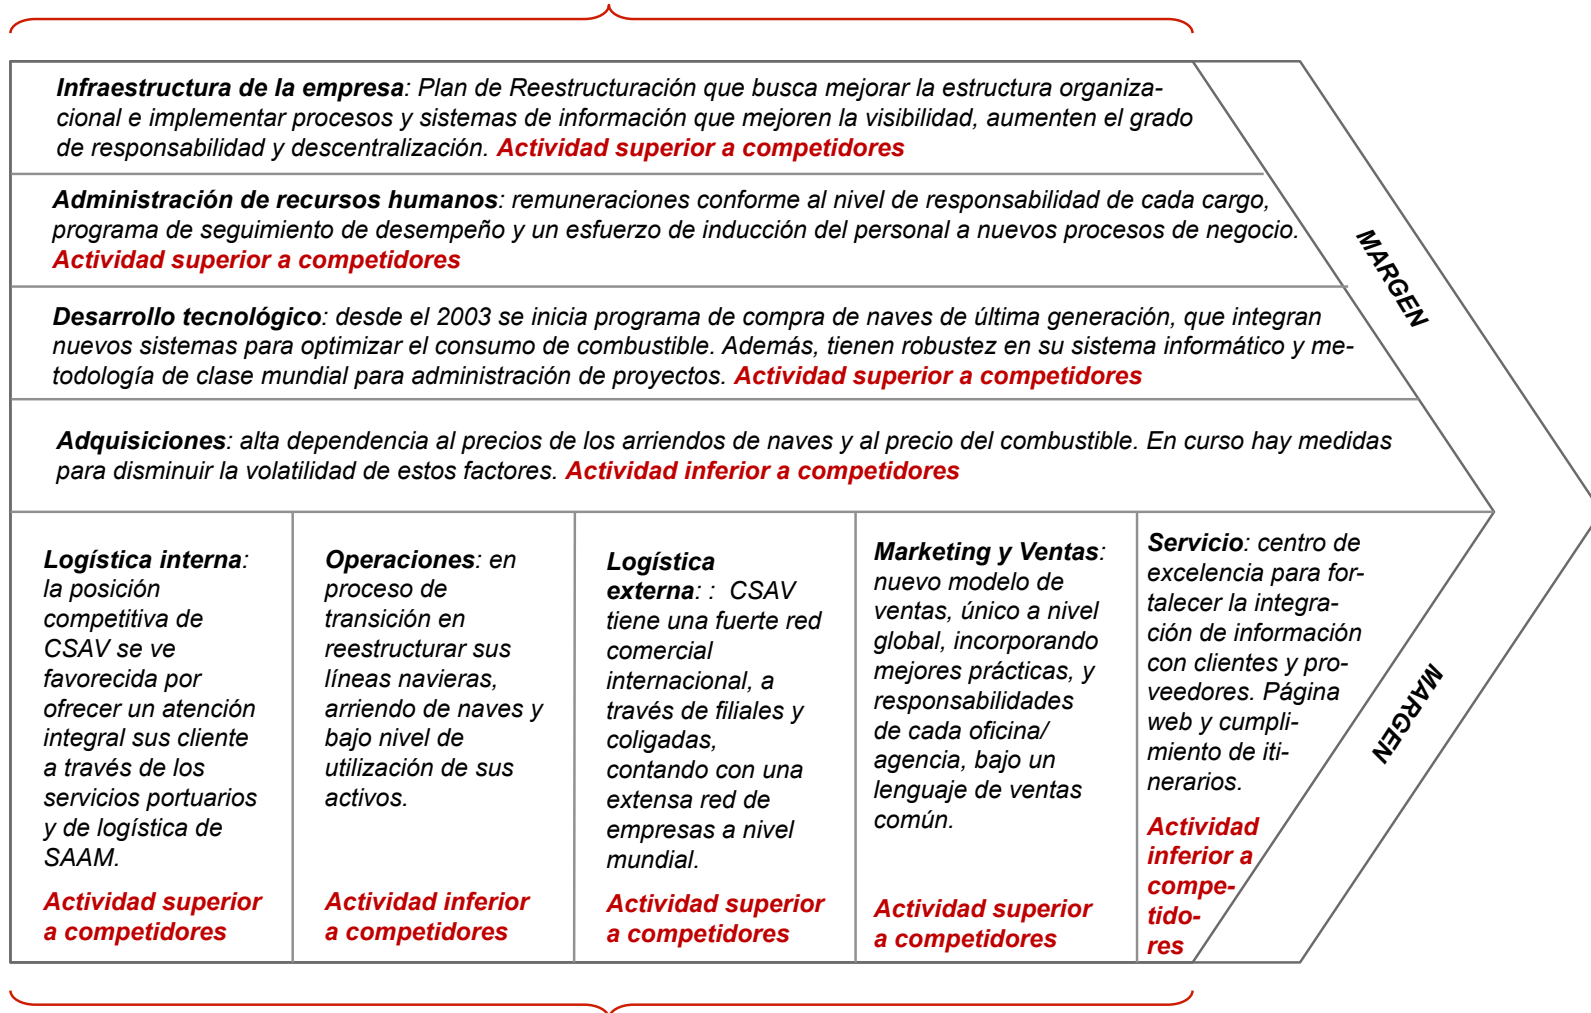 Infraestructura de la empresa: Plan de Reestructuración que busca mejorar la estructura organiza-
cional e implementar procesos y sistemas de información que mejoren la visibilidad, aumenten el grado
de responsabilidad y descentralización. Actividad superior a competidores
Administración de recursos humanos: remuneraciones conforme al nivel de responsabilidad de cada cargo,
programa de seguimiento de desempeño y un esfuerzo de inducción del personal a nuevos procesos de negocio.
Actividad superior a competidores
Desarrollo tecnológico: desde el 2003 se inicia programa de compra de naves de última generación, que integran
nuevos sistemas para optimizar el consumo de combustible. Además, tienen robustez en su sistema informático y me-
todología de clase mundial para administración de proyectos. Actividad superior a competidores
Adquisiciones: alta dependencia al precios de los arriendos de naves y al precio del combustible. En curso hay medidas
para disminuir la volatilidad de estos factores. Actividad inferior a competidores
MARGEN
Logística interna:
la posición
competitiva de
CSAV se ve
favorecida por
ofrecer un atención
integral sus cliente
a través de los
servicios portuarios
y de logística de
SAAM.
Actividad superior
a competidores
Operaciones: en
proceso de
transición en
reestructurar sus
líneas navieras,
arriendo de naves y
bajo nivel de
utilización de sus
activos.
Actividad inferior
a competidores
Logística
externa: :  CSAV
tiene una fuerte red
comercial
internacional, a
través de filiales y
coligadas,
contando con una
extensa red de
empresas a nivel
mundial.
Actividad superior
a competidores
Marketing y Ventas:
nuevo modelo de
ventas, único a nivel
global, incorporando
mejores prácticas, y
responsabilidades
de cada oficina/
agencia, bajo un
lenguaje de ventas
común.
Actividad superior
a competidores
Servicio: centro de
excelencia para for-
talecer la integra-
ción de información
con clientes y pro-
veedores. Página
web y cumpli-
miento de iti-
nerarios.
Actividad
inferior a
compe-
tido-
res
MARGEN